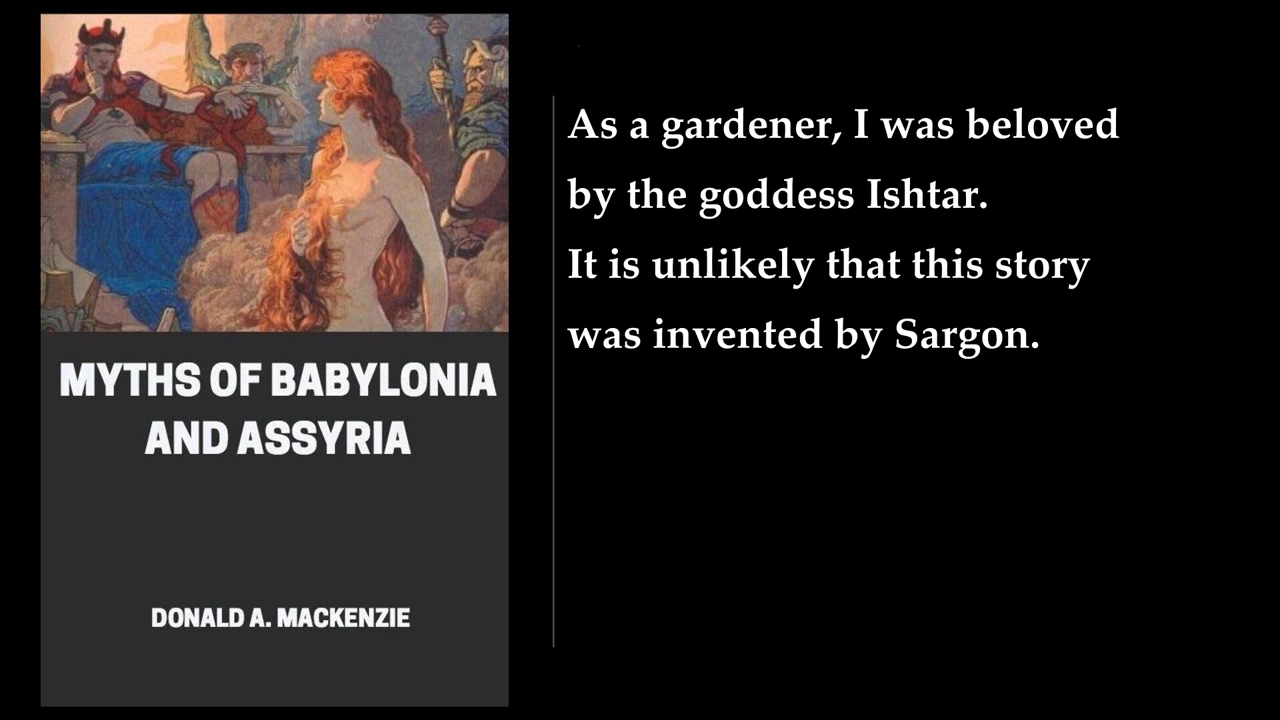 MYTHS OF BABYLONIA
AND ASSYRIA
DONALD A. MACKENZIE
As a gardener, I was beloved
by the goddess Ishtar.
It is unlikely that this story
was invented by Sargon.